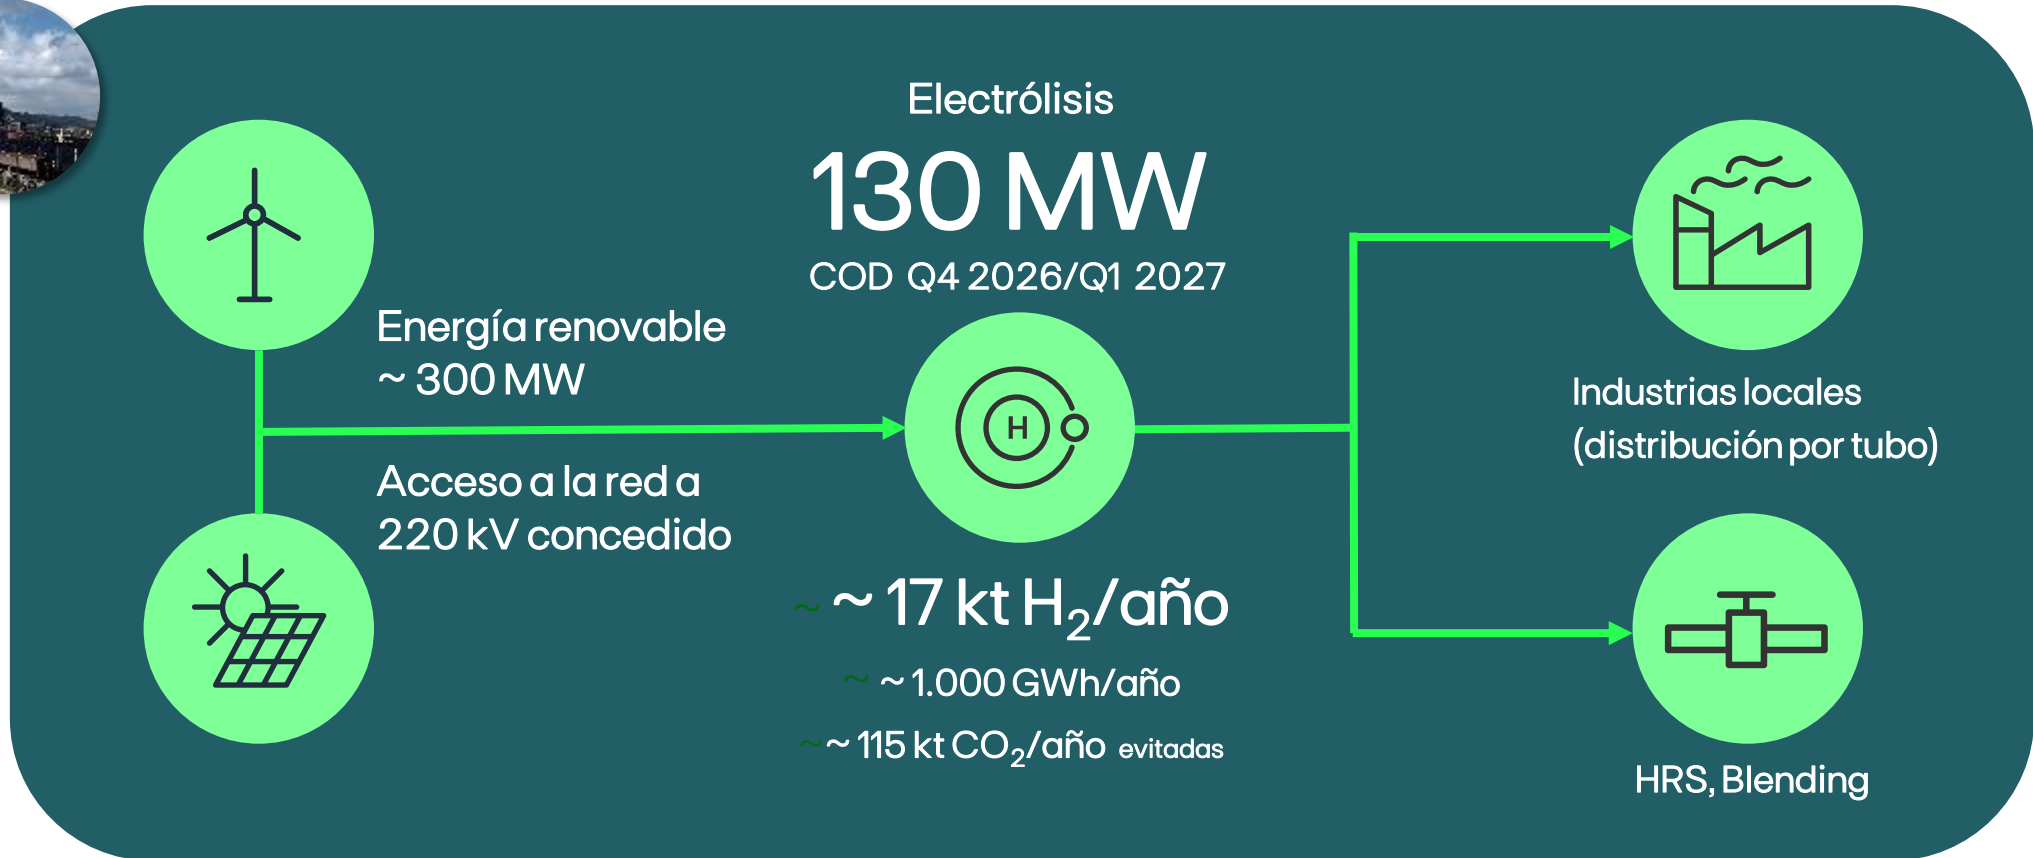 Electrólisis
130 MW
COD Q4 2026/Q1 2027
Energía renovable
~ 300 MW
Acceso a la red a
220 kV concedido
H
~ ~ 17 kt H₂/año
~ ~ 1.000 GWh/año
~ ~ 115 kt CO₂/año evitadas
Industrias locales
(distribución por tubo)
HRS, Blending